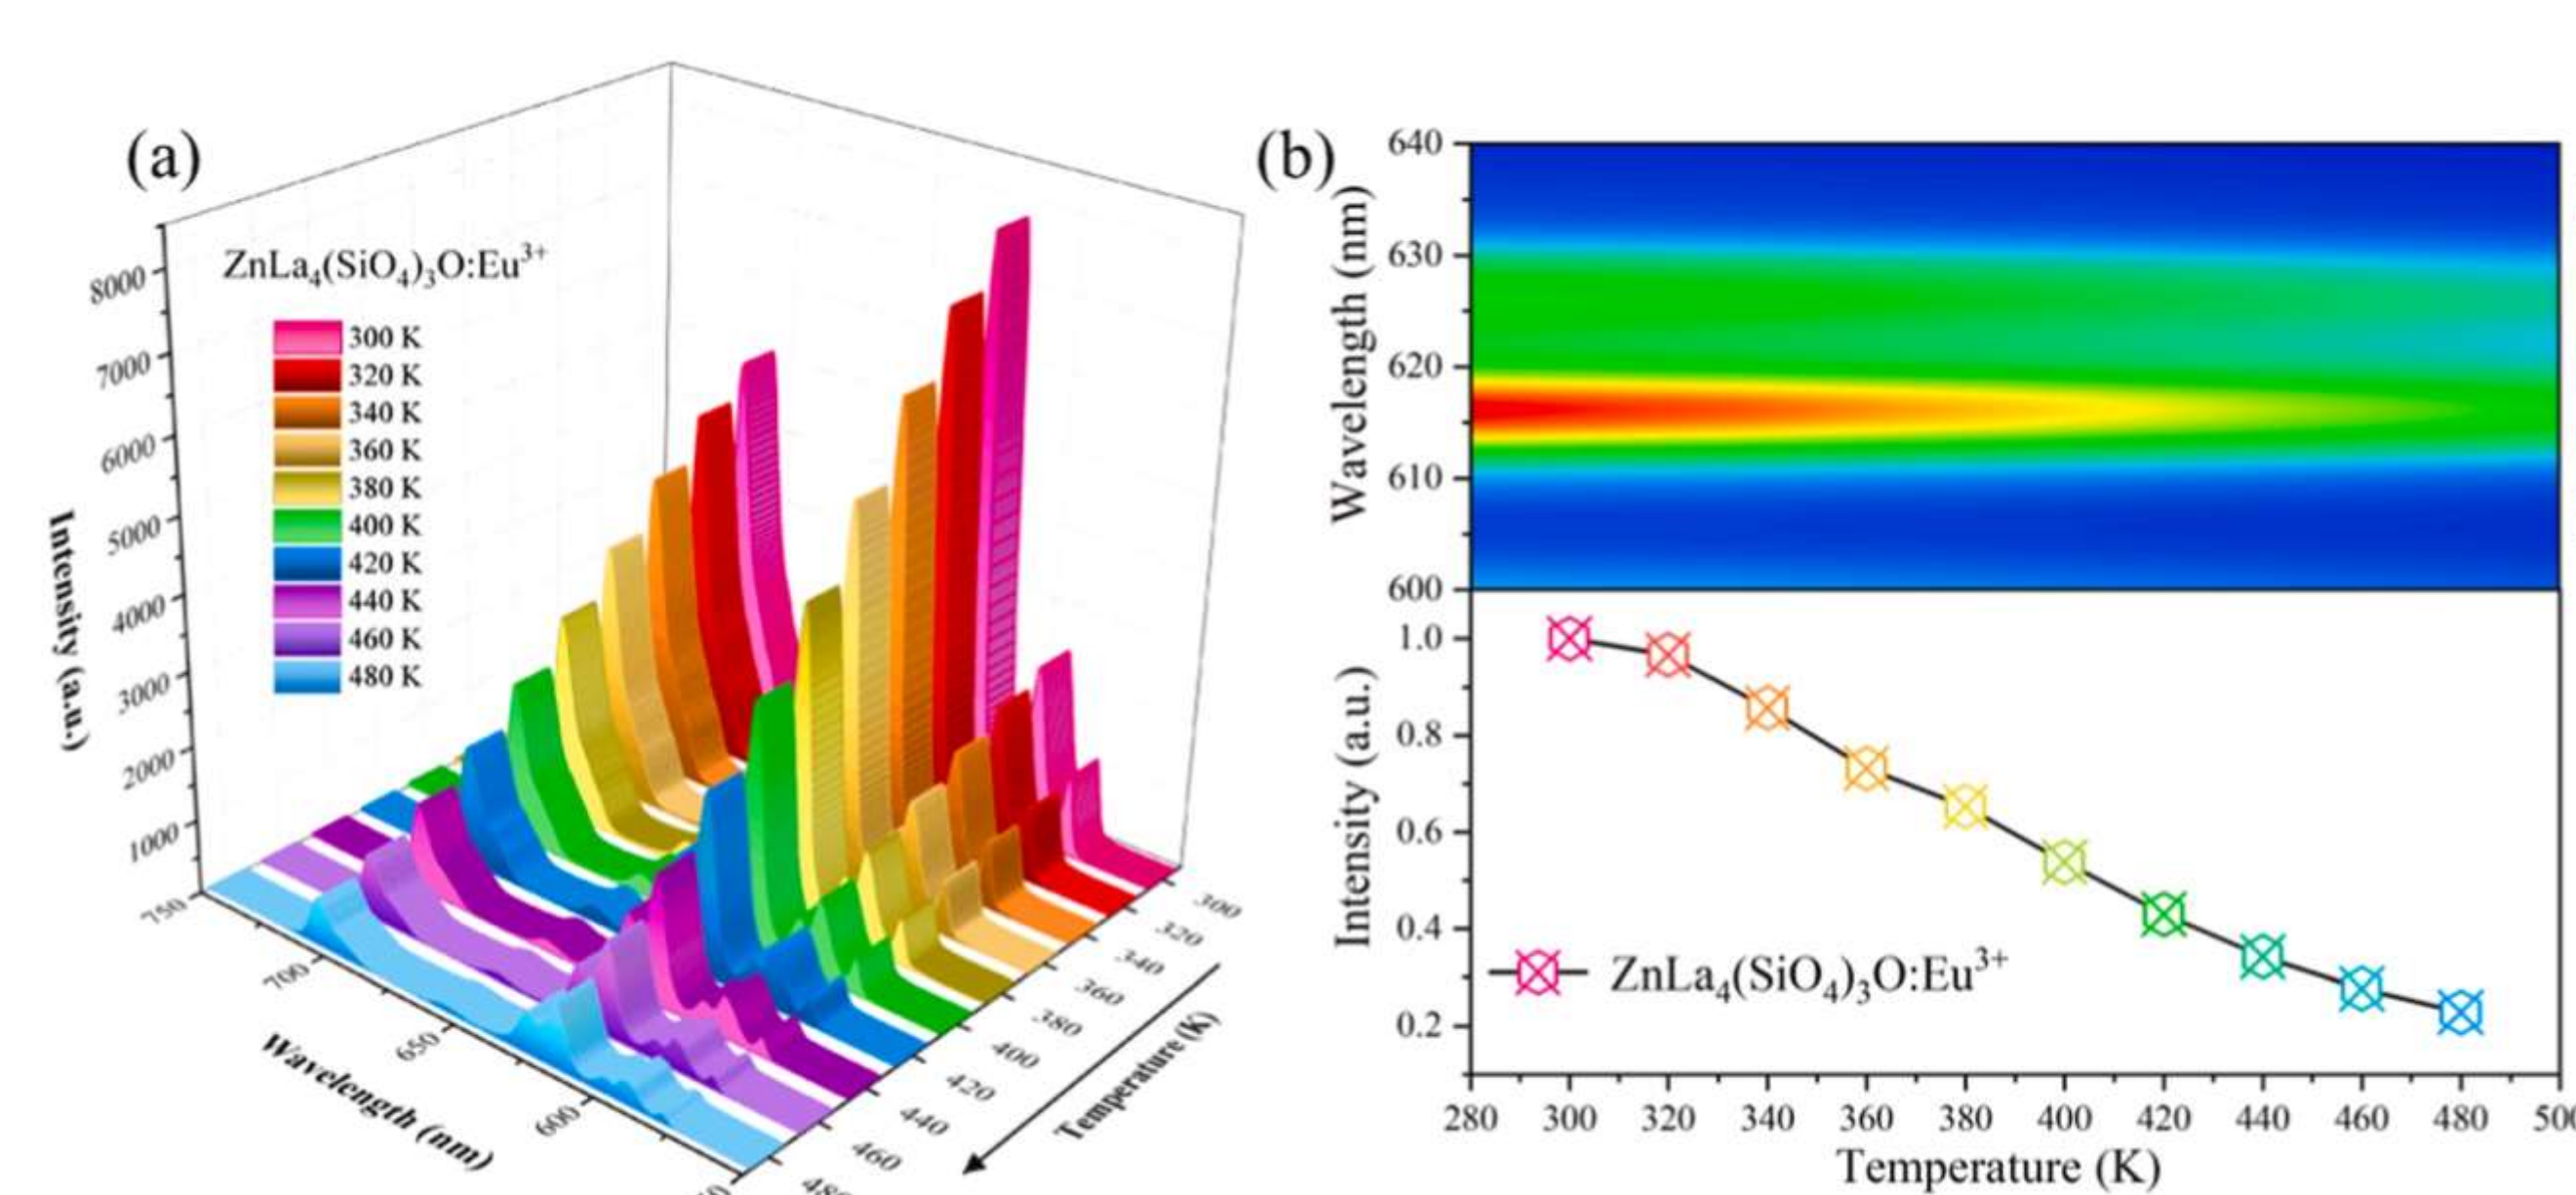 (a)
ZnLa₄(SiO₄)₃O:Eu³⁺
300 K
320 K
340 K
360 K
380 K
400 K
420 K
440 K
460 K
480 K
Intensity (a.u.)
8000
7000
6000
5000
4000
3000
2000
1000
750
700
650
600
Wavelength (nm)
300
320
340
360
380
400
420
440
460
Temperature (K)
(b)
Wavelength (nm)
640
630
620
610
600
Intensity (a.u.)
1.0
0.8
0.6
0.4
0.2
ZnLa₄(SiO₄)₃O:Eu³⁺
280 300 320 340 360 380 400 420 440 460 480
Temperature (K)